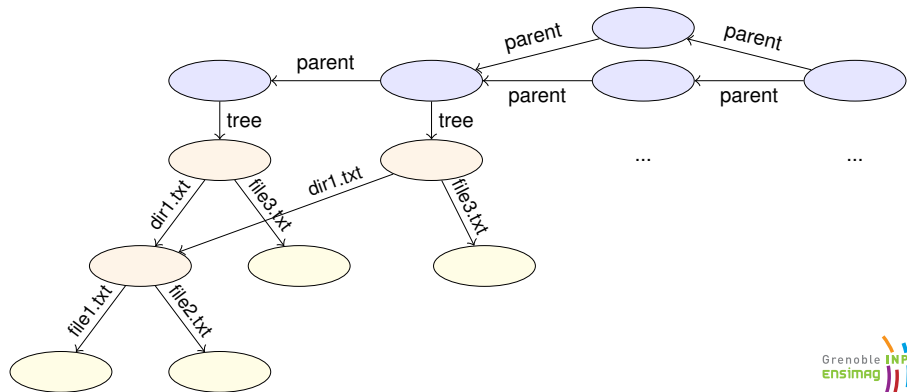 parent
parent
parent
parent
parent
tree
tree
...
...
dir1.txt
file3.txt
dir1.txt
file3.txt
file1.txt
file2.txt
Grenoble INP
Ensimag